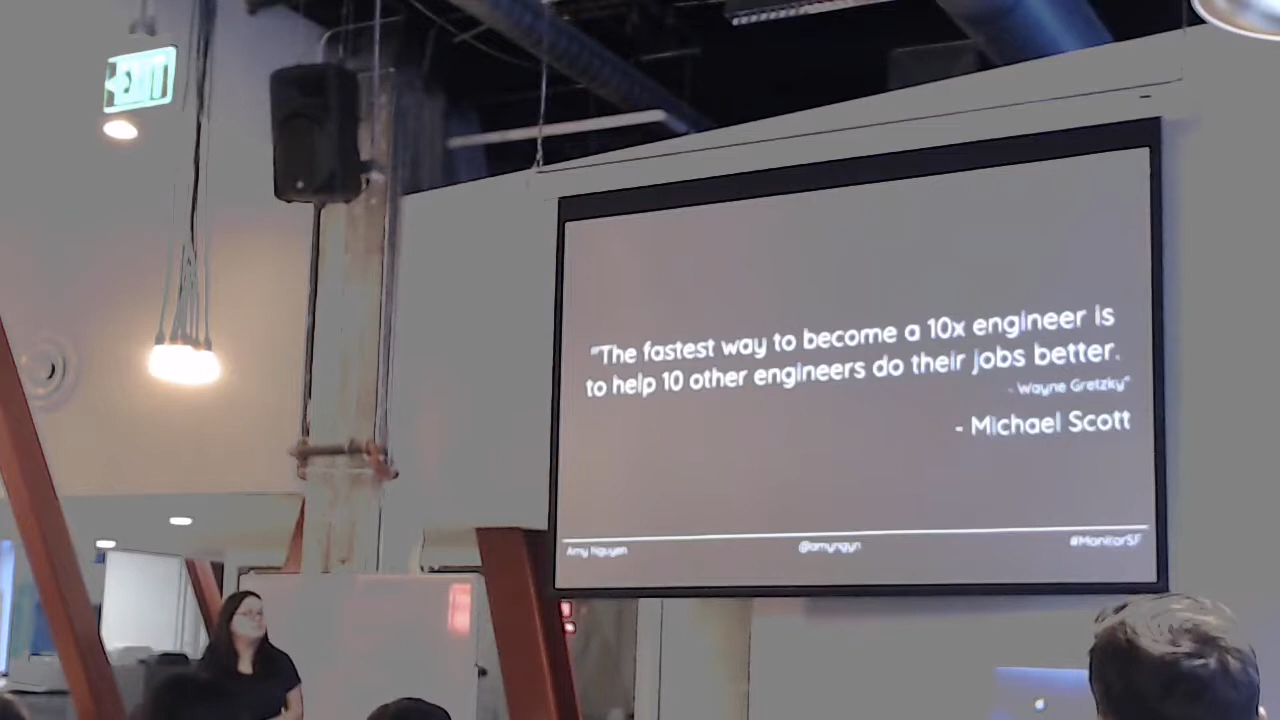 "The fastest way to become a 10x engineer is
to help 10 other engineers do their jobs better.
- Wayne Gretzky"
- Michael Scott
Amy Nguyen
@amyngyn
#MonitorSF